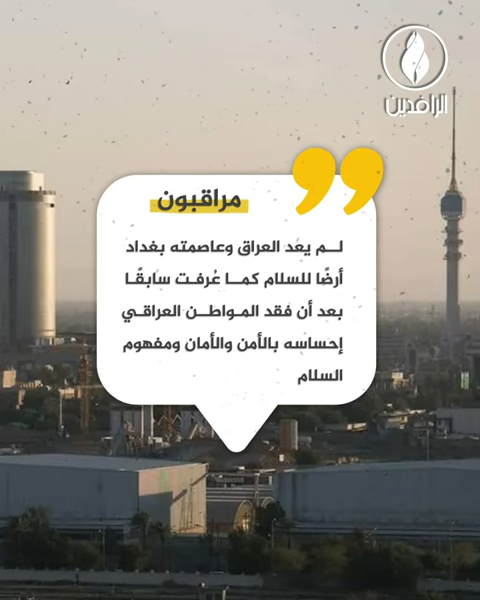 الرافدين
مراقبون
لم يعد العراق وعاصمته بغداد
أرضًا للسلام كما عُرفت سابقًا
بعد أن فقد المواطن العراقي
إحساسه بالأمن والأمان ومفهوم
السلام